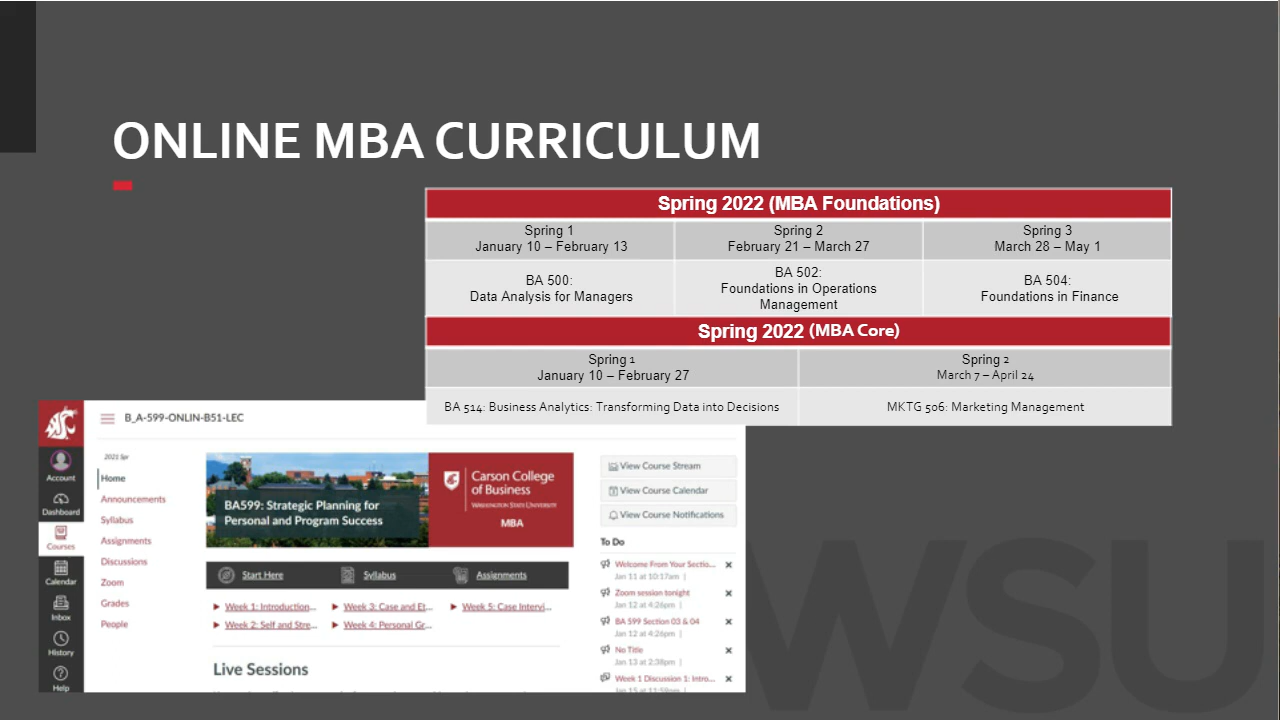 ONLINE MBA CURRICULUM
Spring 2022 (MBA Foundations)
Spring 1
January 10 – February 13
Spring 2
February 21 – March 27
Spring 3
March 28 – May 1
BA 500:
Data Analysis for Managers
BA 502:
Foundations in Operations
Management
BA 504:
Foundations in Finance
Spring 2022 (MBA Core)
Spring 1
January 10 – February 27
Spring 2
March 7 – April 24
BA 514: Business Analytics: Transforming Data into Decisions
MKTG 506: Marketing Management
B_A-599-ONLIN-B51-LEC
Account
Dashboard
Courses
Calendar
Inbox
History
Help
2021 Spr
Home
Announcements
Syllabus
Assignments
Discussions
Zoom
Grades
People
BA599: Strategic Planning for
Personal and Program Success
Carson College
of Business
WASHINGTON STATE UNIVERSITY
MBA
Start Here
Syllabus
Assignments
Week 1: Introduction...
Week 3: Case and Et...
Week 5: Case Intervi...
Week 2: Self and Stre...
Week 4: Personal Gr...
Live Sessions
View Course Stream
View Course Calendar
View Course Notifications
To Do
Welcome From Your Sectio...
Jan 11 at 10:17am |
Zoom session tonight
Jan 12 at 4:26pm |
BA 599 Section 03 & 04
Jan 12 at 4:26pm |
No Title
Jan 13 at 2:38pm |
Week 1 Discussion 1: Intro...
Jan 15 at 11:59pm |
WSU